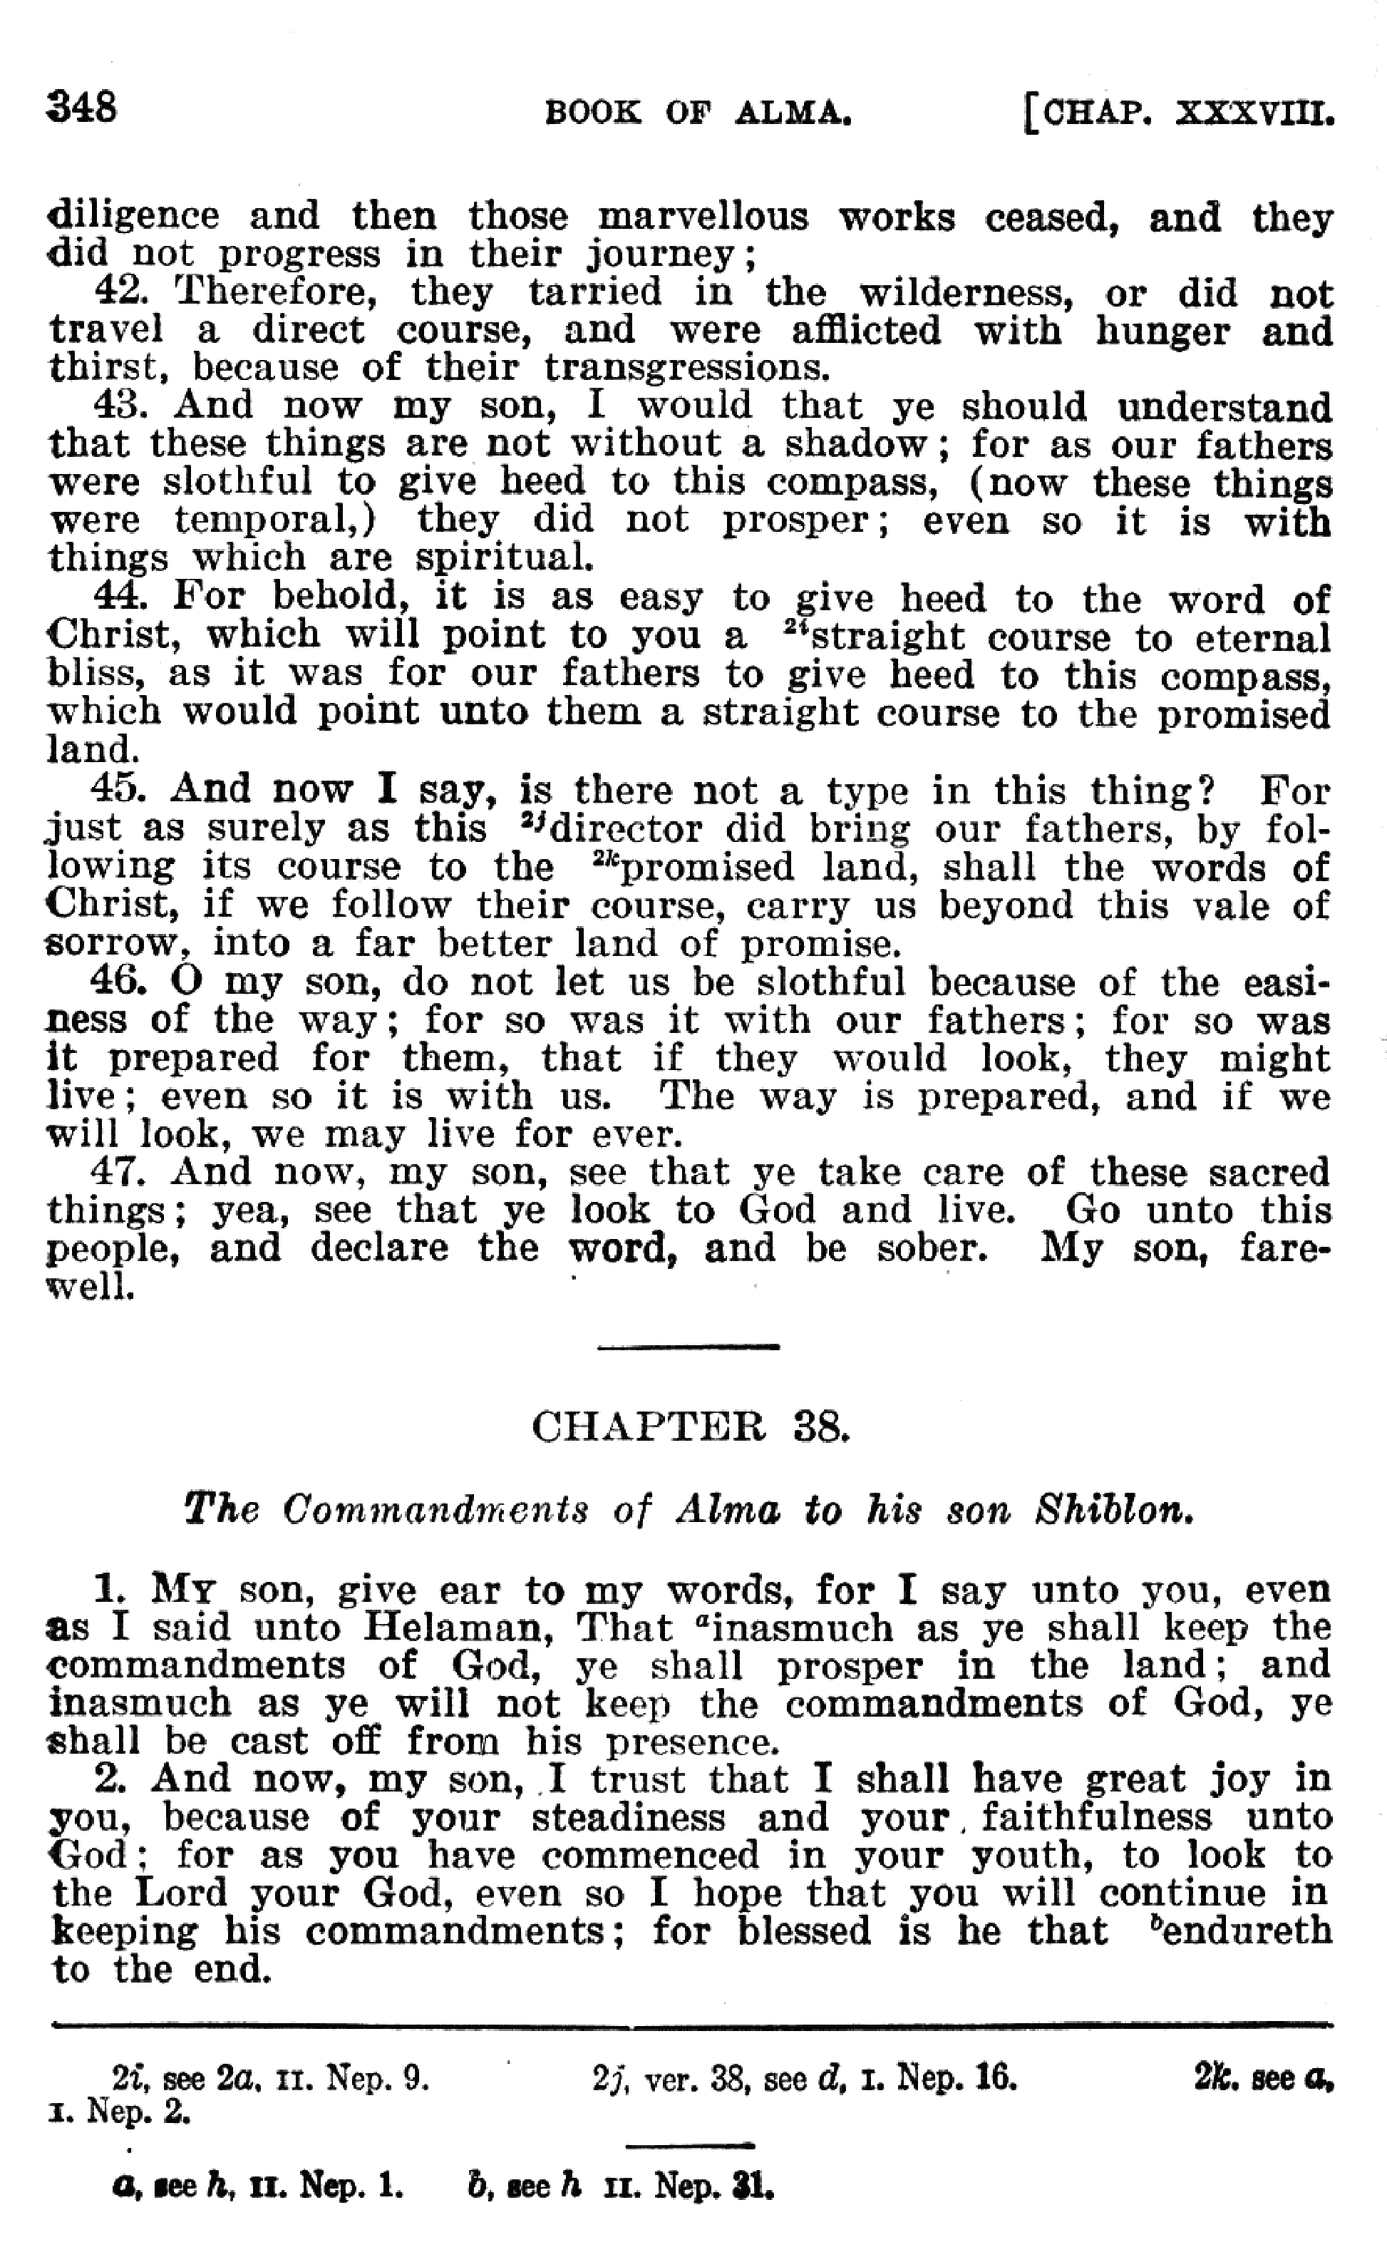 348 BOOK OF ALMA. [CHAP. XXXVIII.
diligence and then those marvellous works ceased, and they
did not progress in their journey;
42. Therefore, they tarried in the wilderness, or did not
travel a direct course, and were afflicted with hunger and
thirst, because of their transgressions.
43. And now my son, I would that ye should understand
that these things are not without a shadow; for as our fathers
were slothful to give heed to this compass, (now these things
were temporal,) they did not prosper; even so it is with
things which are spiritual.
44. For behold, it is as easy to give heed to the word of
Christ, which will point to you a 2istraight course to eternal
bliss, as it was for our fathers to give heed to this compass,
which would point unto them a straight course to the promised
land.
45. And now I say, is there not a type in this thing? For
just as surely as this 2jdirector did bring our fathers, by fol-
lowing its course to the 2kpromised land, shall the words of
Christ, if we follow their course, carry us beyond this vale of
sorrow, into a far better land of promise.
46. O my son, do not let us be slothful because of the easi-
ness of the way; for so was it with our fathers; for so was
it prepared for them, that if they would look, they might
live; even so it is with us. The way is prepared, and if we
will look, we may live for ever.
47. And now, my son, see that ye take care of these sacred
things; yea, see that ye look to God and live. Go unto this
people, and declare the word, and be sober. My son, fare-
well.
CHAPTER 38.
The Commandments of Alma to his son Shiblon.
1. MY son, give ear to my words, for I say unto you, even
as I said unto Helaman, That ainasmuch as ye shall keep the
commandments of God, ye shall prosper in the land; and
inasmuch as ye will not keep the commandments of God, ye
shall be cast off from his presence.
2. And now, my son, I trust that I shall have great joy in
you, because of your steadiness and your faithfulness unto
God; for as you have commenced in your youth, to look to
the Lord your God, even so I hope that you will continue in
keeping his commandments; for blessed is he that bendureth
to the end.
2i, see 2a, II. Nep. 9. 2j, ver. 38, see d, I. Nep. 16. 2k. see a,
I. Nep. 2.
a, see h, II. Nep. 1. b, see h II. Nep. 31.